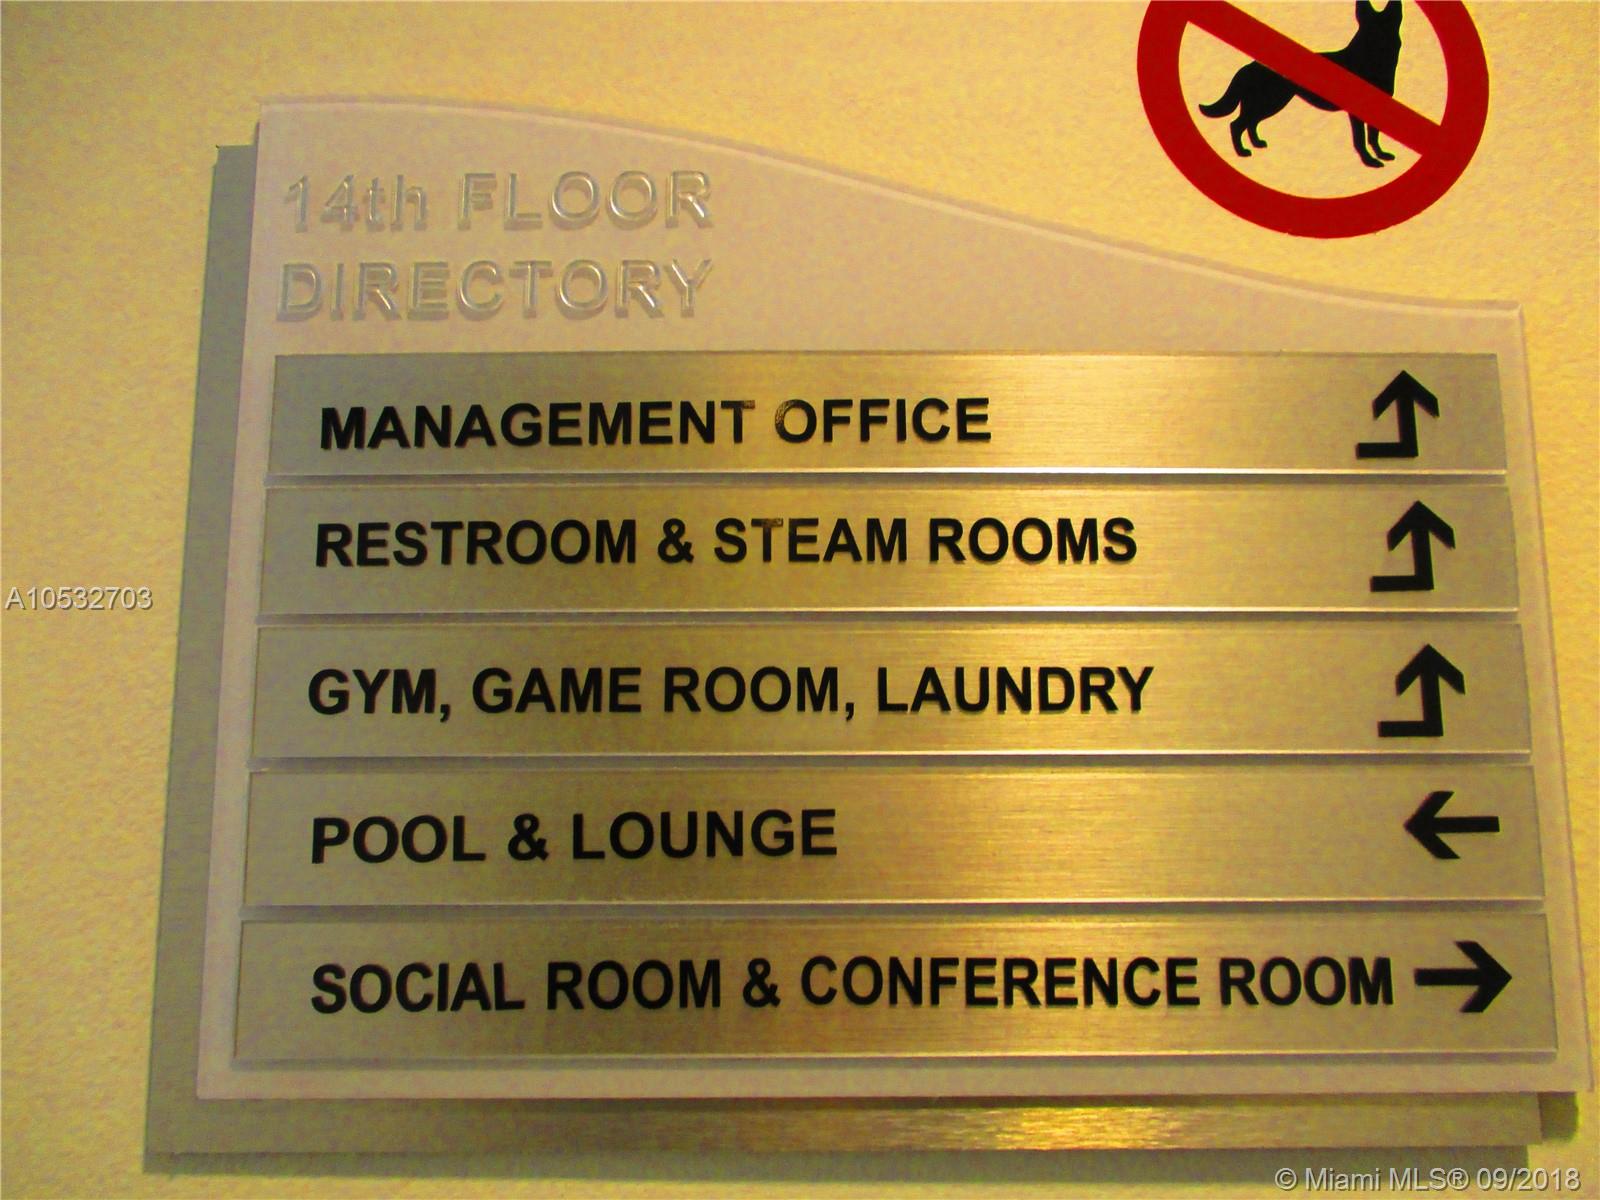 14th FLOOR
DIRECTORY
MANAGEMENT OFFICE
RESTROOM & STEAM ROOMS
GYM, GAME ROOM, LAUNDRY
POOL & LOUNGE
SOCIAL ROOM & CONFERENCE ROOM
A10532703
© Miami MLS® 09/2018